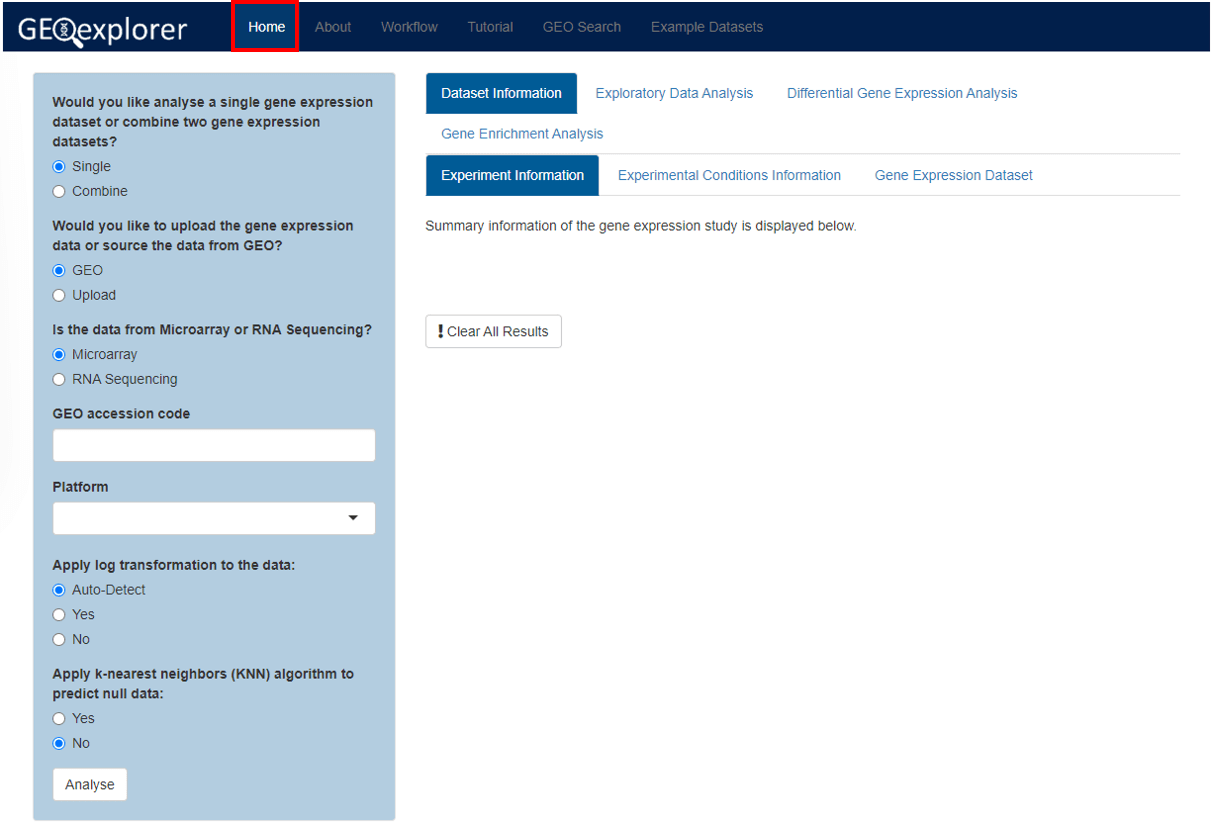 GEOexplorer Home About Workflow Tutorial GEO Search Example Datasets
Would you like analyse a single gene expression
dataset or combine two gene expression
datasets?
Single
Combine
Would you like to upload the gene expression
data or source the data from GEO?
GEO
Upload
Is the data from Microarray or RNA Sequencing?
Microarray
RNA Sequencing
GEO accession code
Platform
Apply log transformation to the data:
Auto-Detect
Yes
No
Apply k-nearest neighbors (KNN) algorithm to
predict null data:
Yes
No
Analyse
Dataset Information Exploratory Data Analysis Differential Gene Expression Analysis
Gene Enrichment Analysis
Experiment Information Experimental Conditions Information Gene Expression Dataset
Summary information of the gene expression study is displayed below.
! Clear All Results